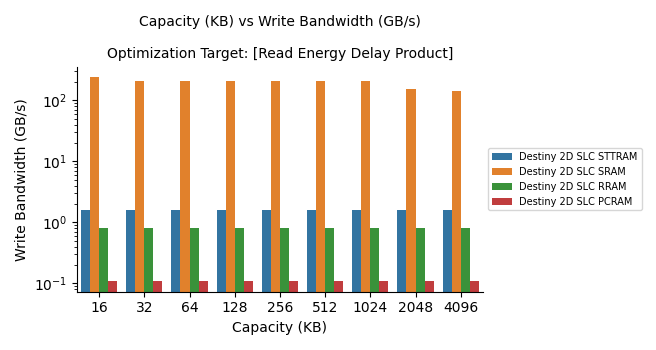 Capacity (KB) vs Write Bandwidth (GB/s)
Optimization Target: [Read Energy Delay Product]
Write Bandwidth (GB/s)
10²
10¹
10⁰
10⁻¹
16 32 64 128 256 512 1024 2048 4096
Capacity (KB)
Destiny 2D SLC STTRAM
Destiny 2D SLC SRAM
Destiny 2D SLC RRAM
Destiny 2D SLC PCRAM